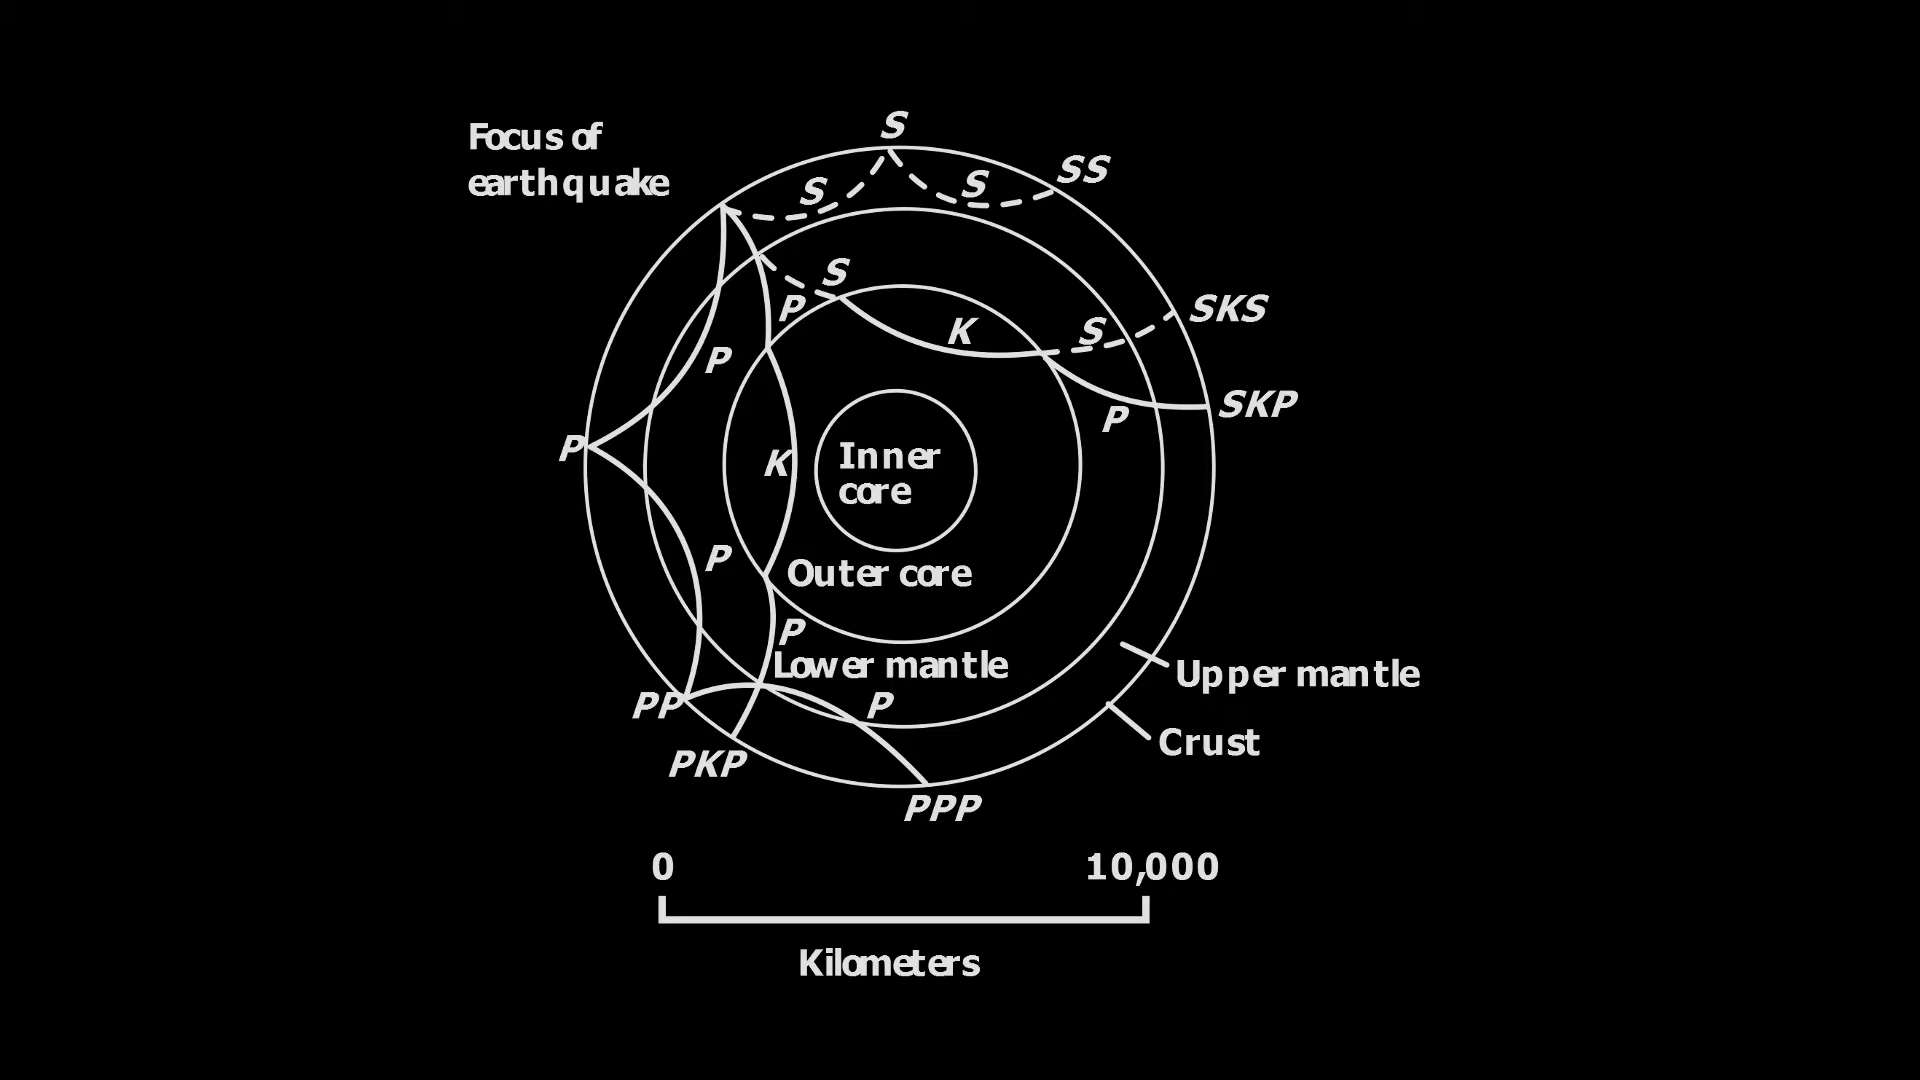 S
Focus of
earthquake
SS
S
S
S
SKS
P
K
S
P
SKP
P
P
K
Inner
core
P
Outer core
P
Lower mantle
Upper mantle
PP
P
Crust
PKP
PPP
0
10,000
Kilometers